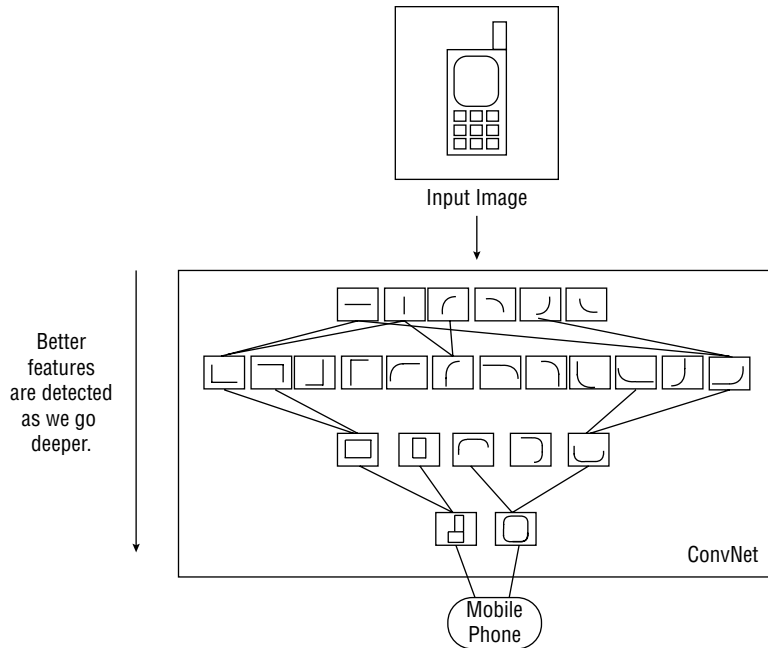 Input Image
Better
features
are detected
as we go
deeper.
ConvNet
Mobile
Phone